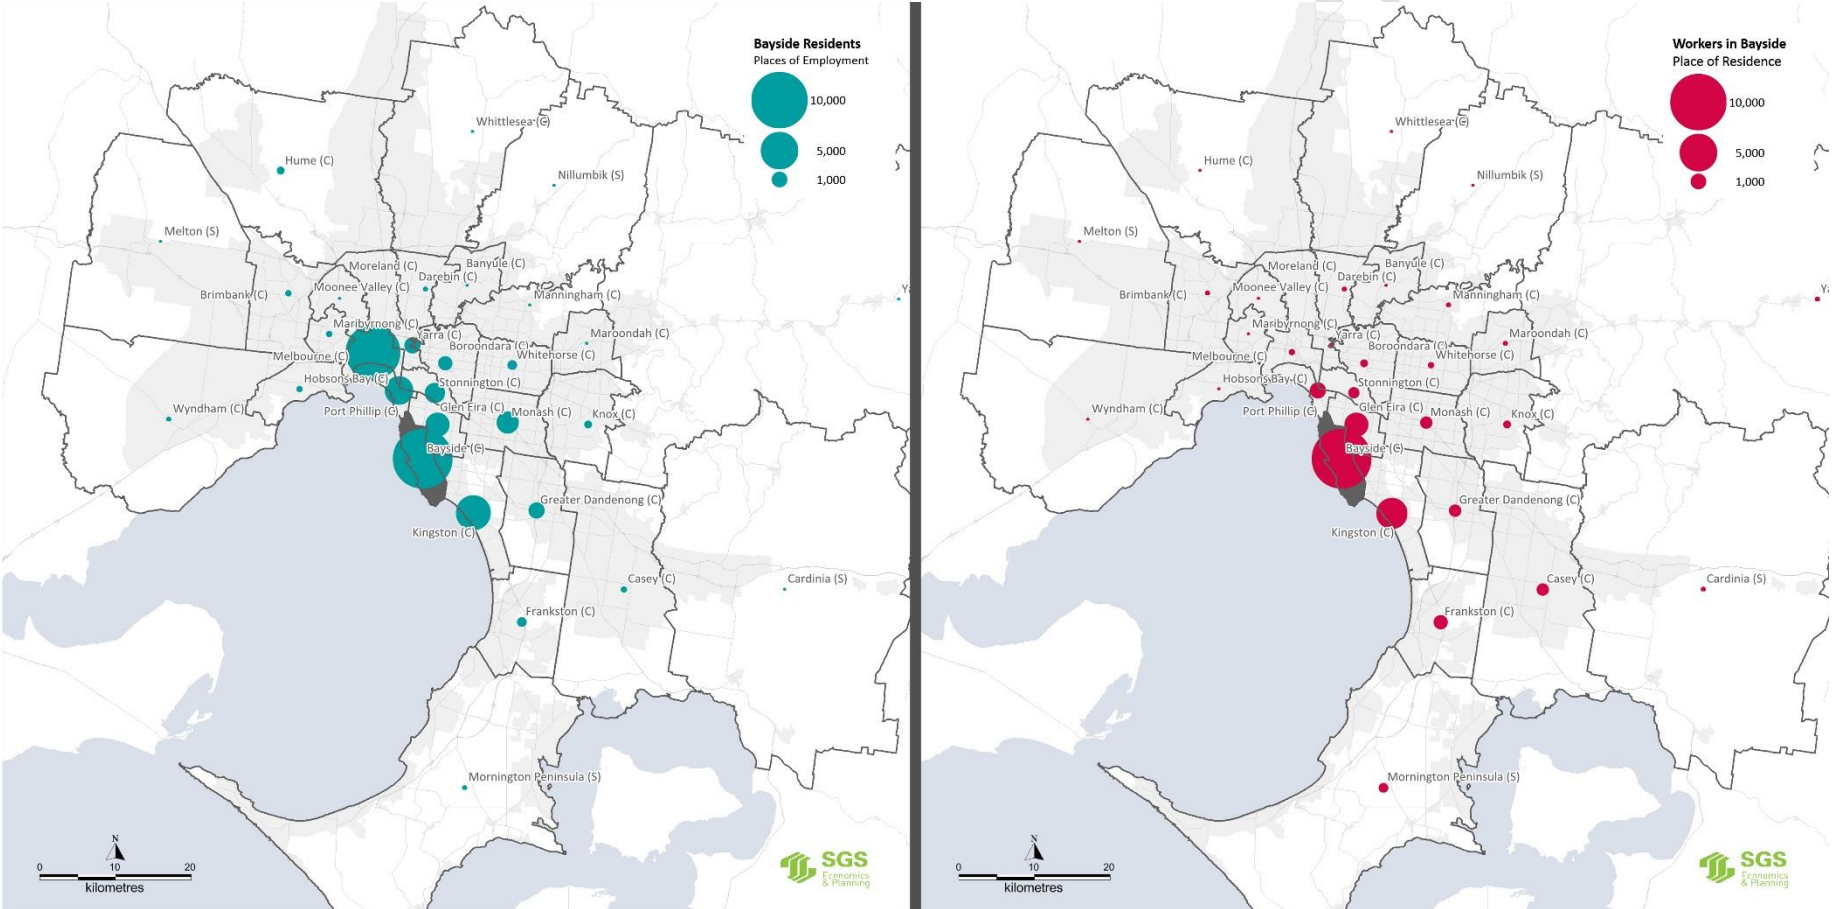 Bayside Residents
Places of Employment
10,000
5,000
1,000
Whittlesea (C)
Hume (C)
Nillumbik (S)
Melton (S)
Banyule (C)
Moreland (C)
Darebin (C)
Moonee Valley (C)
Brimbank (C)
Manningham (C)
Maribyrnong (C)
Yarra (C)
Maroondah (C)
Boroondara (C)
Melbourne (C)
Whitehorse (C)
Hobsons Bay (C)
Stonnington (C)
Wyndham (C)
Port Phillip (C)
Glen Eira (C)
Monash (C)
Knox (C)
Bayside (C)
Greater Dandenong (C)
Kingston (C)
Casey (C)
Cardinia (S)
Frankston (C)
Mornington Peninsula (S)
N
0 10 20
kilometres
SGS
Economics
& Planning
Workers in Bayside
Place of Residence
10,000
5,000
1,000
Whittlesea (C)
Hume (C)
Nillumbik (S)
Melton (S)
Banyule (C)
Moreland (C)
Darebin (C)
Moonee Valley (C)
Brimbank (C)
Manningham (C)
Maribyrnong (C)
Yarra (C)
Maroondah (C)
Boroondara (C)
Melbourne (C)
Whitehorse (C)
Hobsons Bay (C)
Stonnington (C)
Wyndham (C)
Port Phillip (C)
Glen Eira (C)
Monash (C)
Knox (C)
Bayside (C)
Greater Dandenong (C)
Kingston (C)
Casey (C)
Cardinia (S)
Frankston (C)
Mornington Peninsula (S)
N
0 10 20
kilometres
SGS
Economics
& Planning